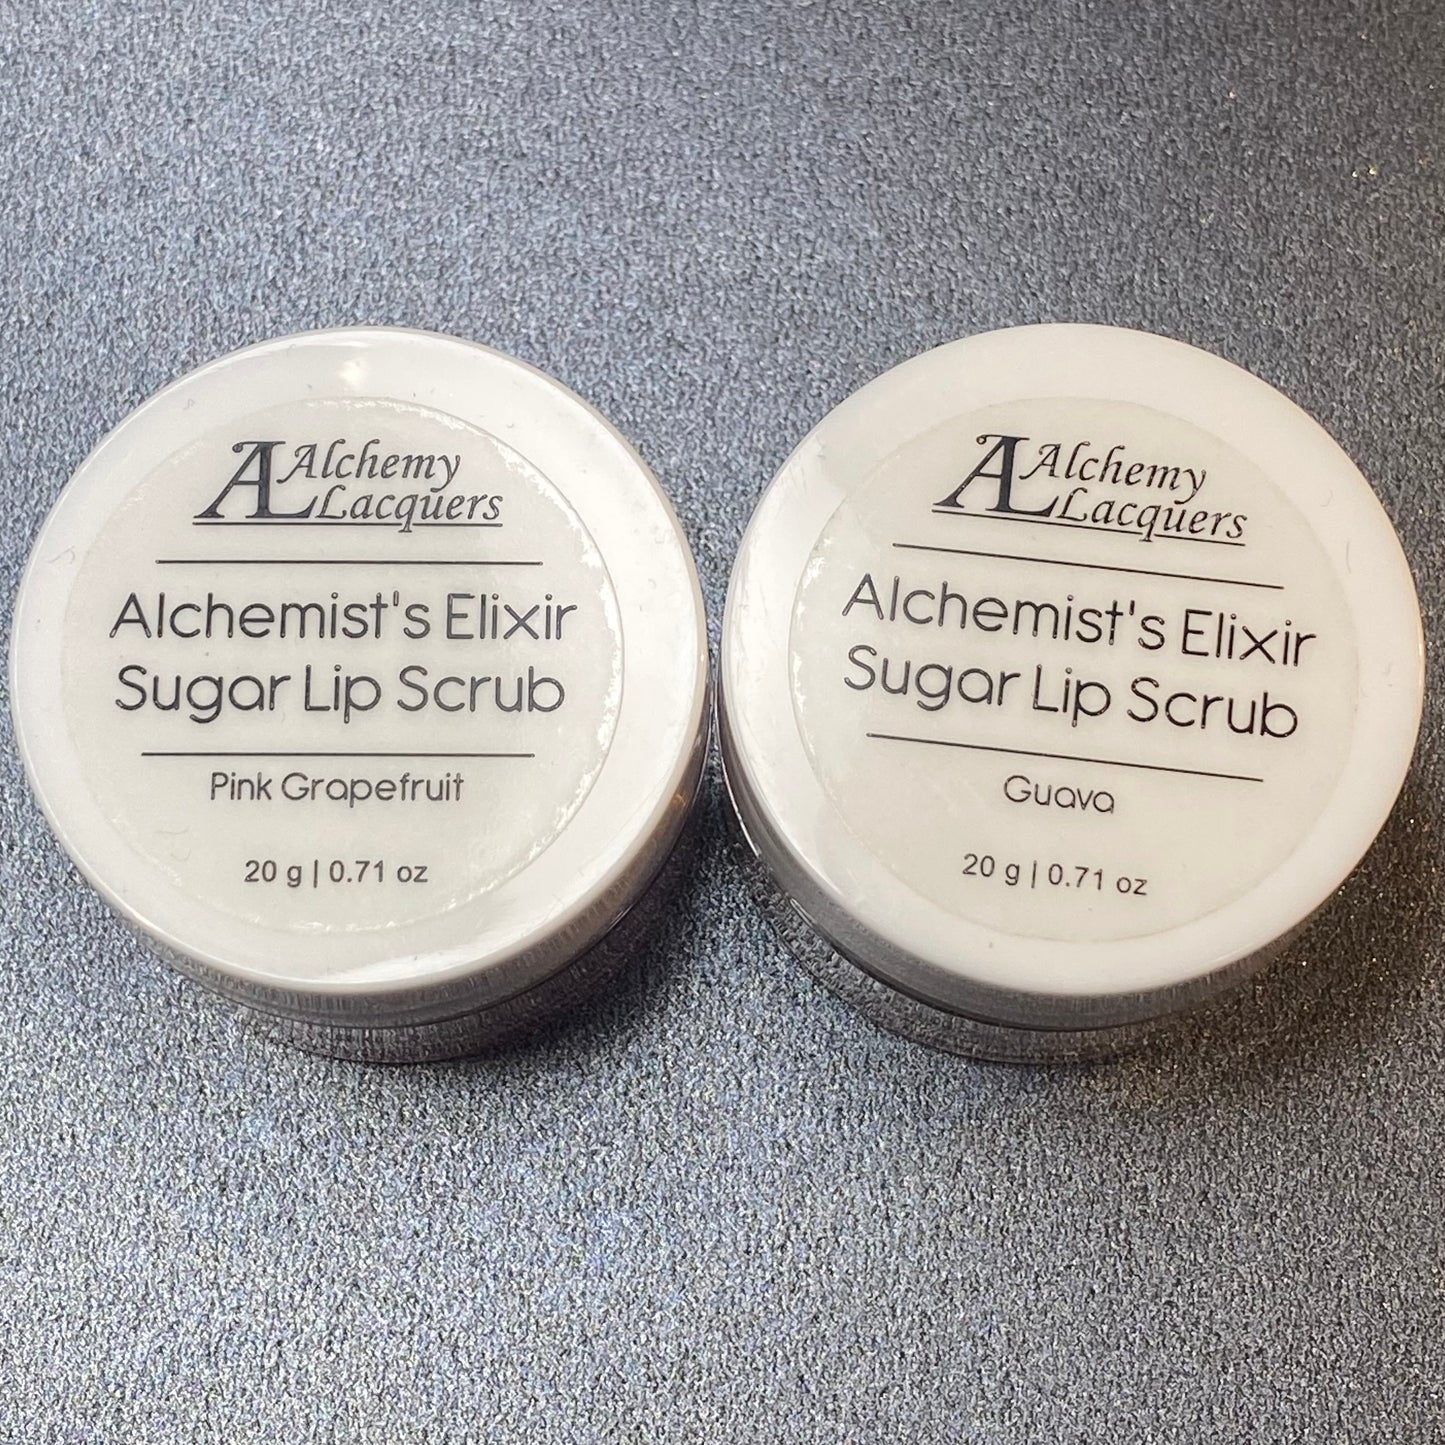 AL Alchemy
Lacquers
Alchemist's Elixir
Sugar Lip Scrub
Pink Grapefruit
20 g | 0.71 oz
AL Alchemy
Lacquers
Alchemist's Elixir
Sugar Lip Scrub
Guava
20 g | 0.71 oz